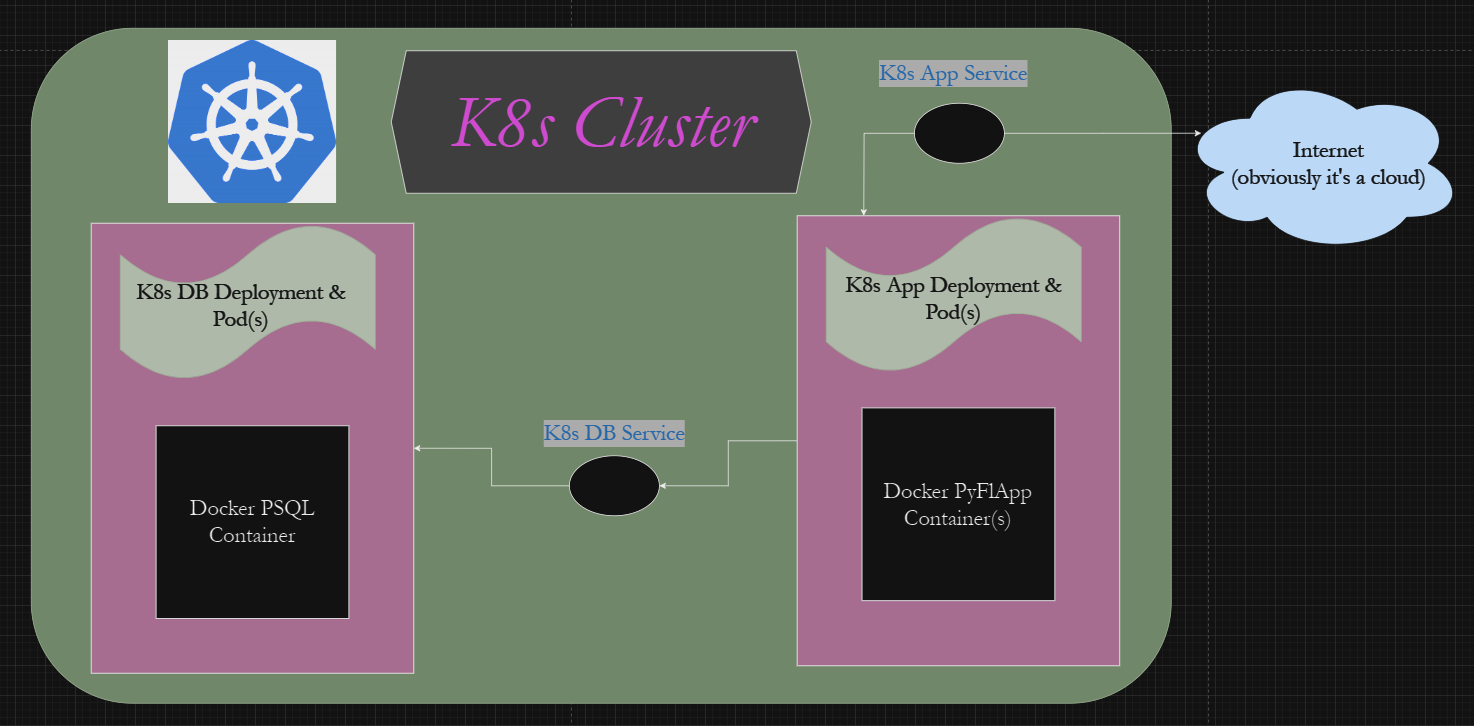 K8s Cluster
K8s App Service
Internet
(obviously it's a cloud)
K8s DB Deployment &
Pod(s)
K8s App Deployment &
Pod(s)
K8s DB Service
Docker PSQL
Container
Docker PyFlApp
Container(s)